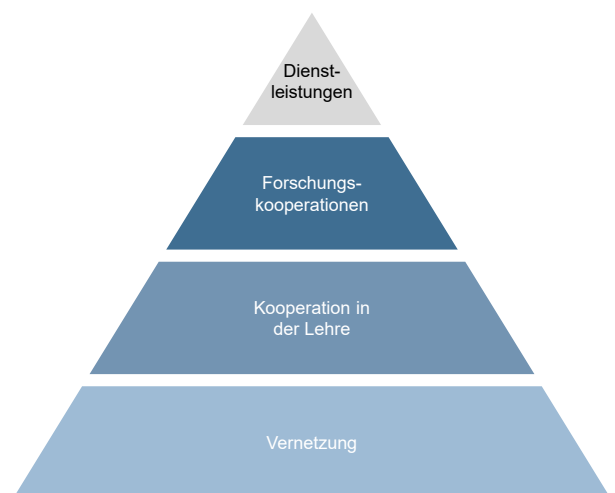 Dienst-
leistungen
Forschungs-
kooperationen
Kooperation in
der Lehre
Vernetzung